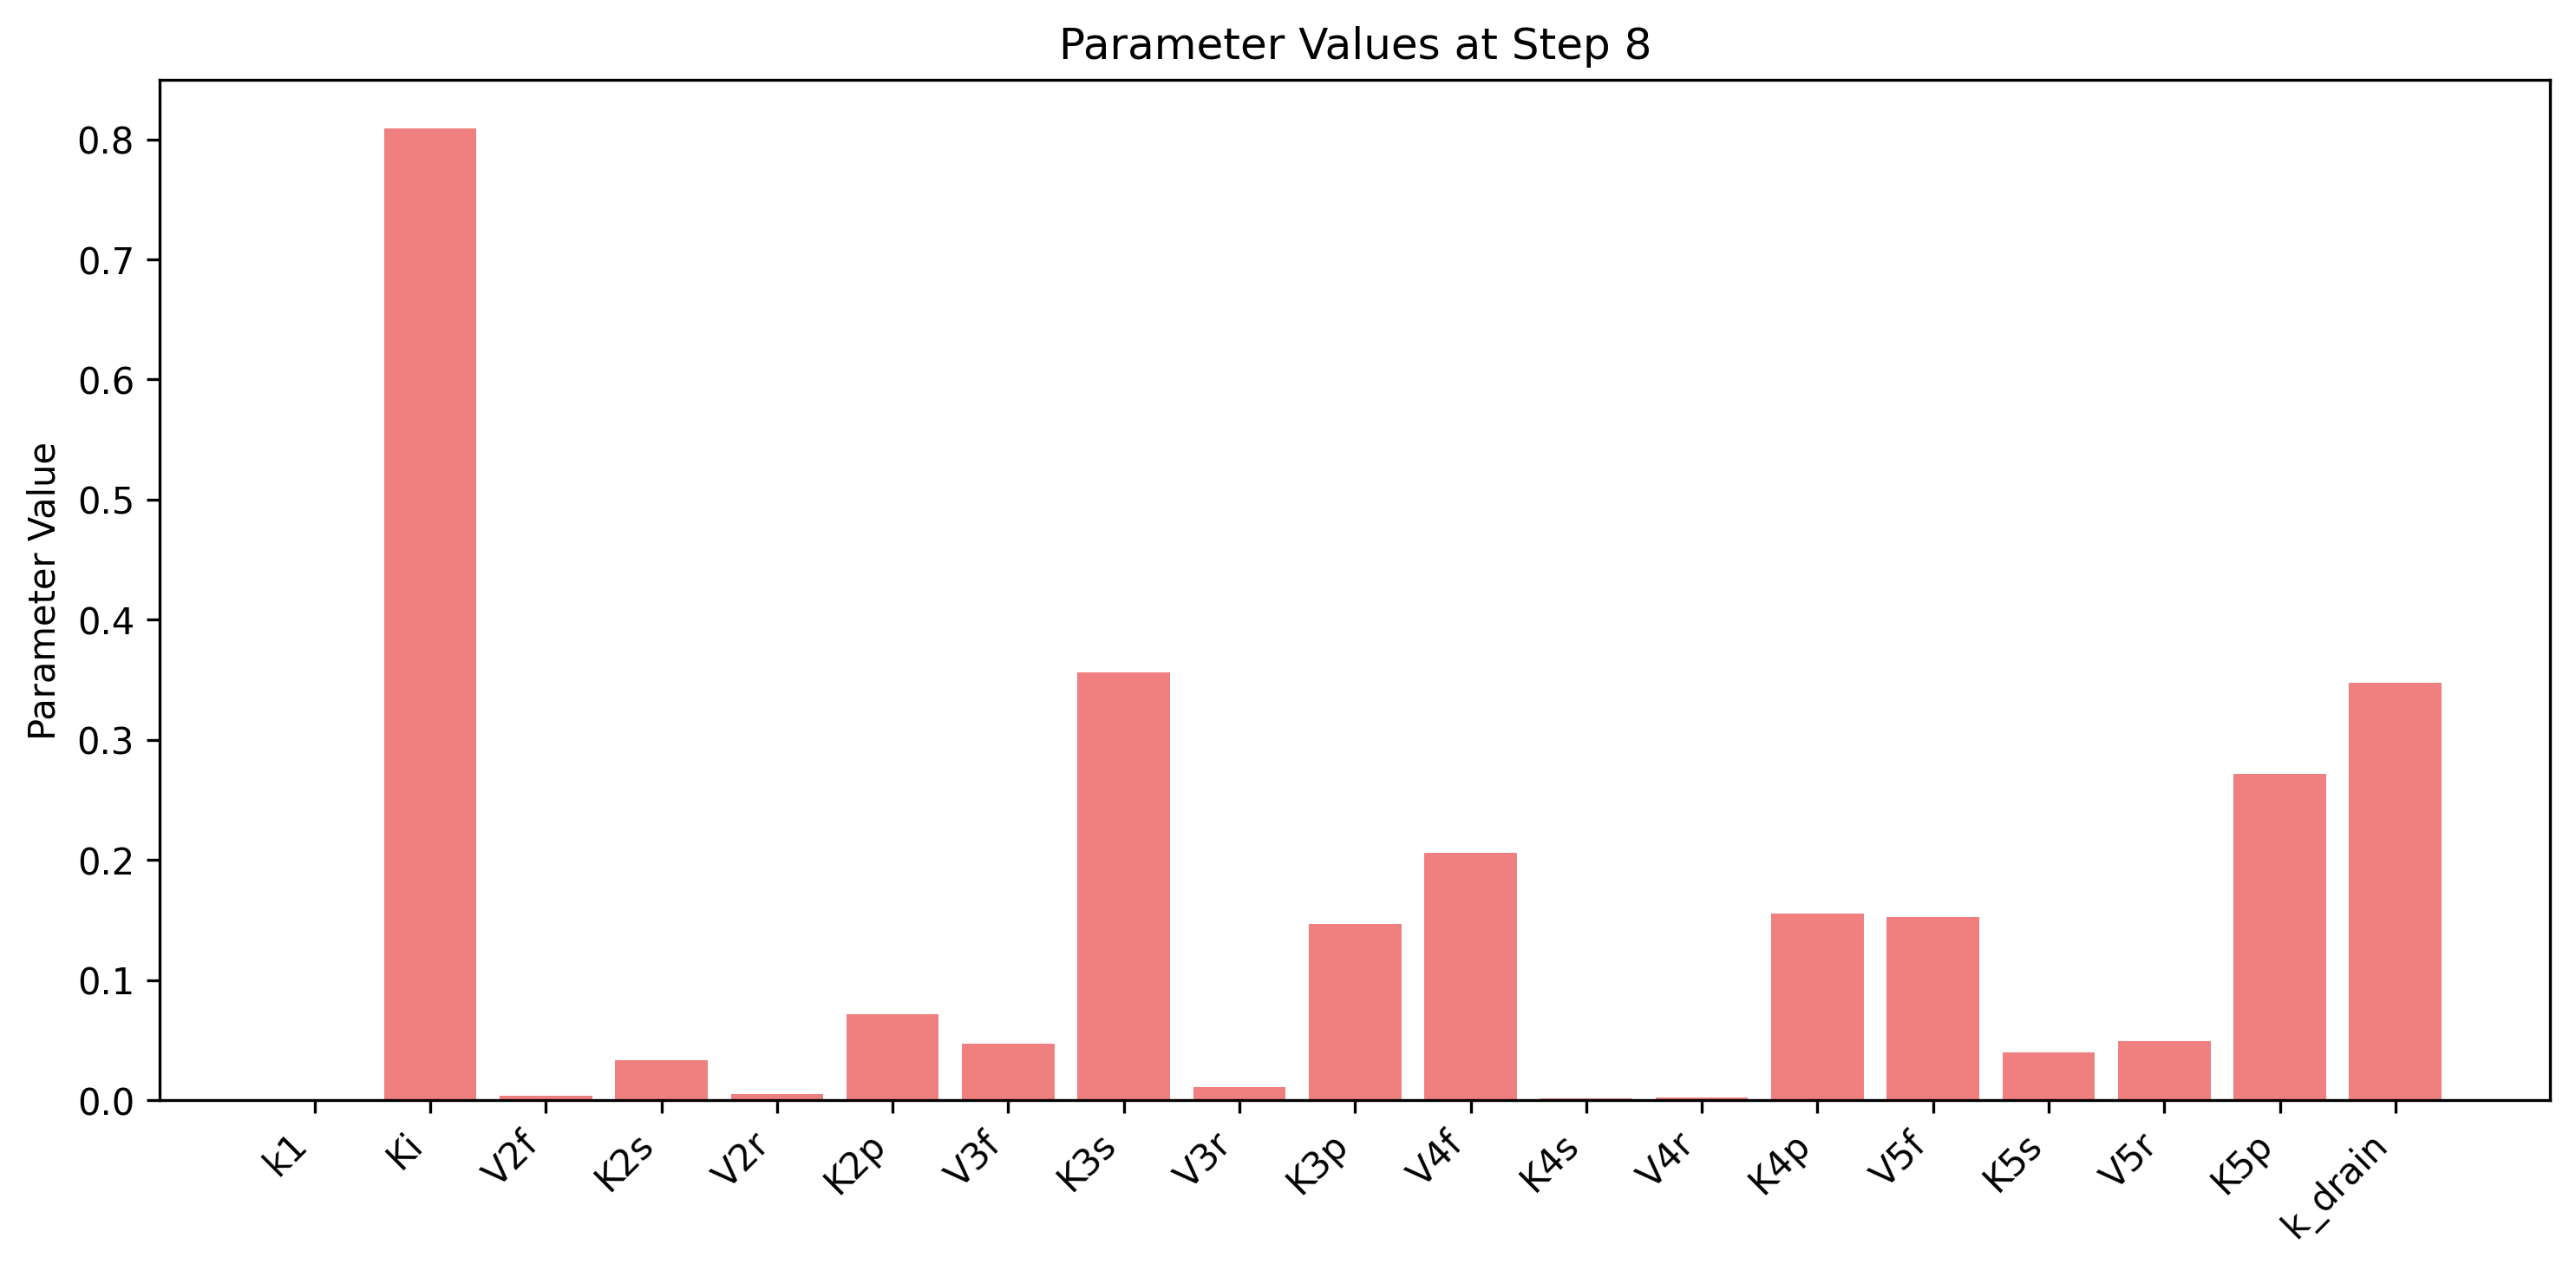 Parameter Values at Step 8
Parameter Value
0.8
0.7
0.6
0.5
0.4
0.3
0.2
0.1
0.0
k1
Ki
V2f
K2s
V2r
K2p
V3f
K3s
V3r
K3p
V4f
K4s
V4r
K4p
V5f
K5s
V5r
K5p
k_drain